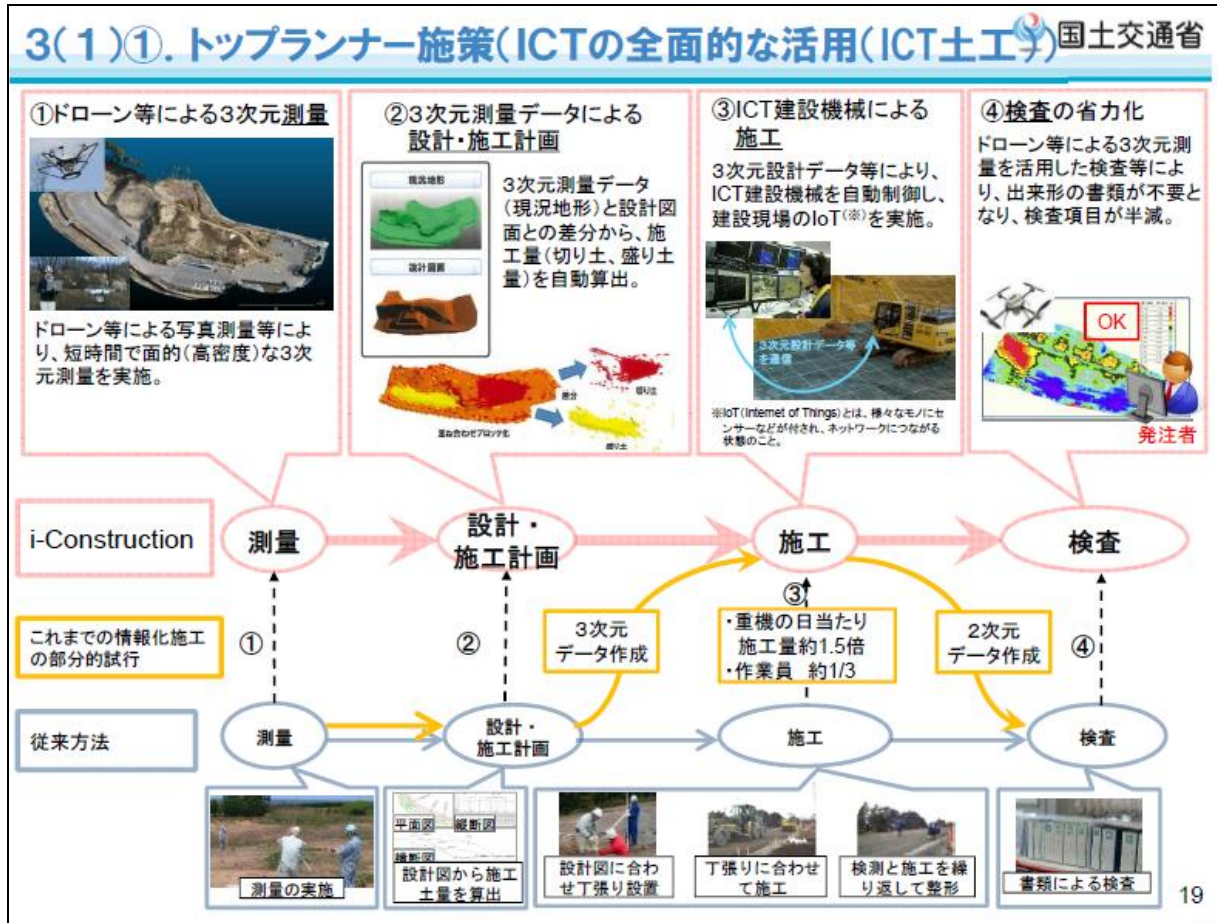 3(1)①. トップランナー施策(ICTの全面的な活用(ICT土工))
国土交通省
①ドローン等による3次元測量
ドローン等による写真測量等によ
り、短時間で面的(高密度)な3次
元測量を実施。
②3次元測量データによる
設計・施工計画
現況地形
設計図面
3次元測量データ
(現況地形)と設計図
面との差分から、施
工量(切り土、盛り土
量)を自動算出。
差分
切り土
重ね合わせブロック化
盛り土
③ICT建設機械による
施工
3次元設計データ等により、
ICT建設機械を自動制御し、
建設現場のIoT(※)を実施。
3次元設計データ等
を通信
※IoT(Internet of Things)とは、様々なモノにセ
ンサーなどが付され、ネットワークにつながる
状態のこと。
④検査の省力化
ドローン等による3次元測
量を活用した検査等によ
り、出来形の書類が不要と
なり、検査項目が半減。
OK
発注者
i-Construction
測量
設計・
施工計画
施工
検査
これまでの情報化施工
の部分的試行
①
②
3次元
データ作成
③
・重機の日当たり
施工量約1.5倍
・作業員 約1/3
2次元
データ作成
④
従来方法
測量
設計・
施工計画
施工
検査
測量の実施
平面図
縦断図
横断図
設計図から施工
土量を算出
設計図に合わ
せ丁張り設置
丁張りに合わせ
て施工
検測と施工を繰
り返して整形
書類による検査
19